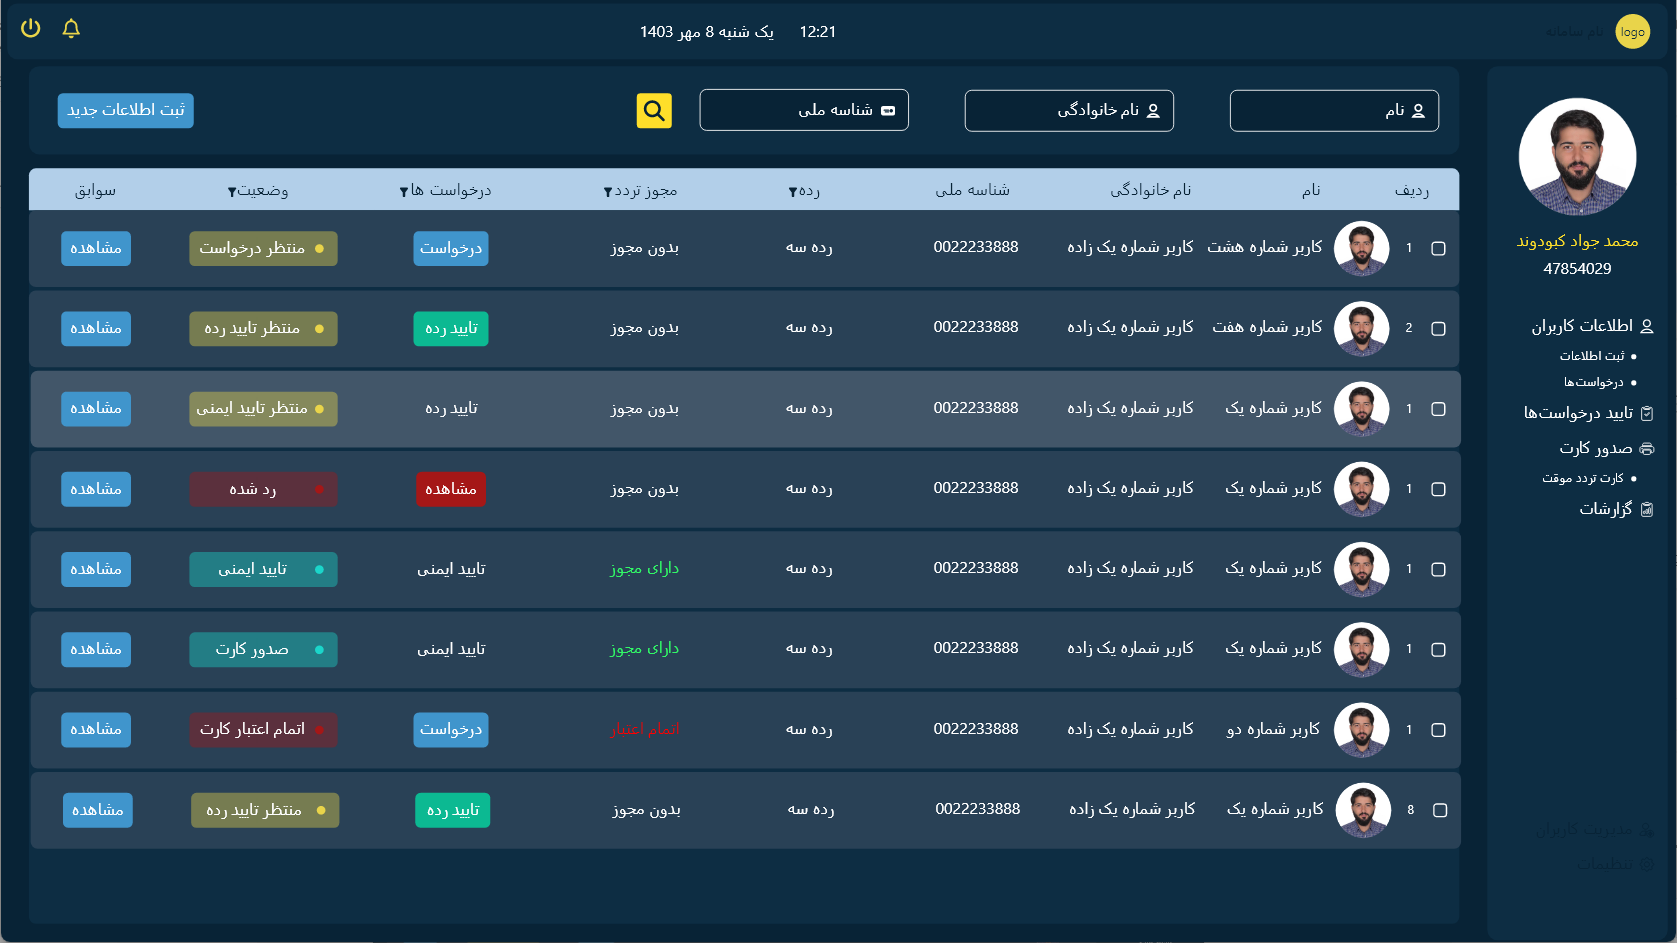 logo
نام سامانه
12:21 یک شنبه 8 مهر 1403
محمد جواد کبودوند
47854029
اطلاعات کاربران
ثبت اطلاعات
درخواست‌ها
تایید درخواست‌ها
صدور کارت
کارت تردد موقت
گزارشات
مدیریت کاربران
تنظیمات
نام
نام خانوادگی
شناسه ملی
ثبت اطلاعات جدید
ردیف نام نام خانوادگی شناسه ملی رده مجوز تردد درخواست ها وضعیت سوابق
1 کاربر شماره هشت کاربر شماره یک زاده 0022233888 رده سه بدون مجوز درخواست منتظر درخواست مشاهده
2 کاربر شماره هفت کاربر شماره یک زاده 0022233888 رده سه بدون مجوز تایید رده منتظر تایید رده مشاهده
1 کاربر شماره یک کاربر شماره یک زاده 0022233888 رده سه بدون مجوز تایید رده منتظر تایید ایمنی مشاهده
1 کاربر شماره یک کاربر شماره یک زاده 0022233888 رده سه بدون مجوز مشاهده رد شده مشاهده
1 کاربر شماره یک کاربر شماره یک زاده 0022233888 رده سه دارای مجوز تایید ایمنی تایید ایمنی مشاهده
1 کاربر شماره یک کاربر شماره یک زاده 0022233888 رده سه دارای مجوز تایید ایمنی صدور کارت مشاهده
1 کاربر شماره دو کاربر شماره یک زاده 0022233888 رده سه اتمام اعتبار درخواست اتمام اعتبار کارت مشاهده
8 کاربر شماره یک کاربر شماره یک زاده 0022233888 رده سه بدون مجوز تایید رده منتظر تایید رده مشاهده